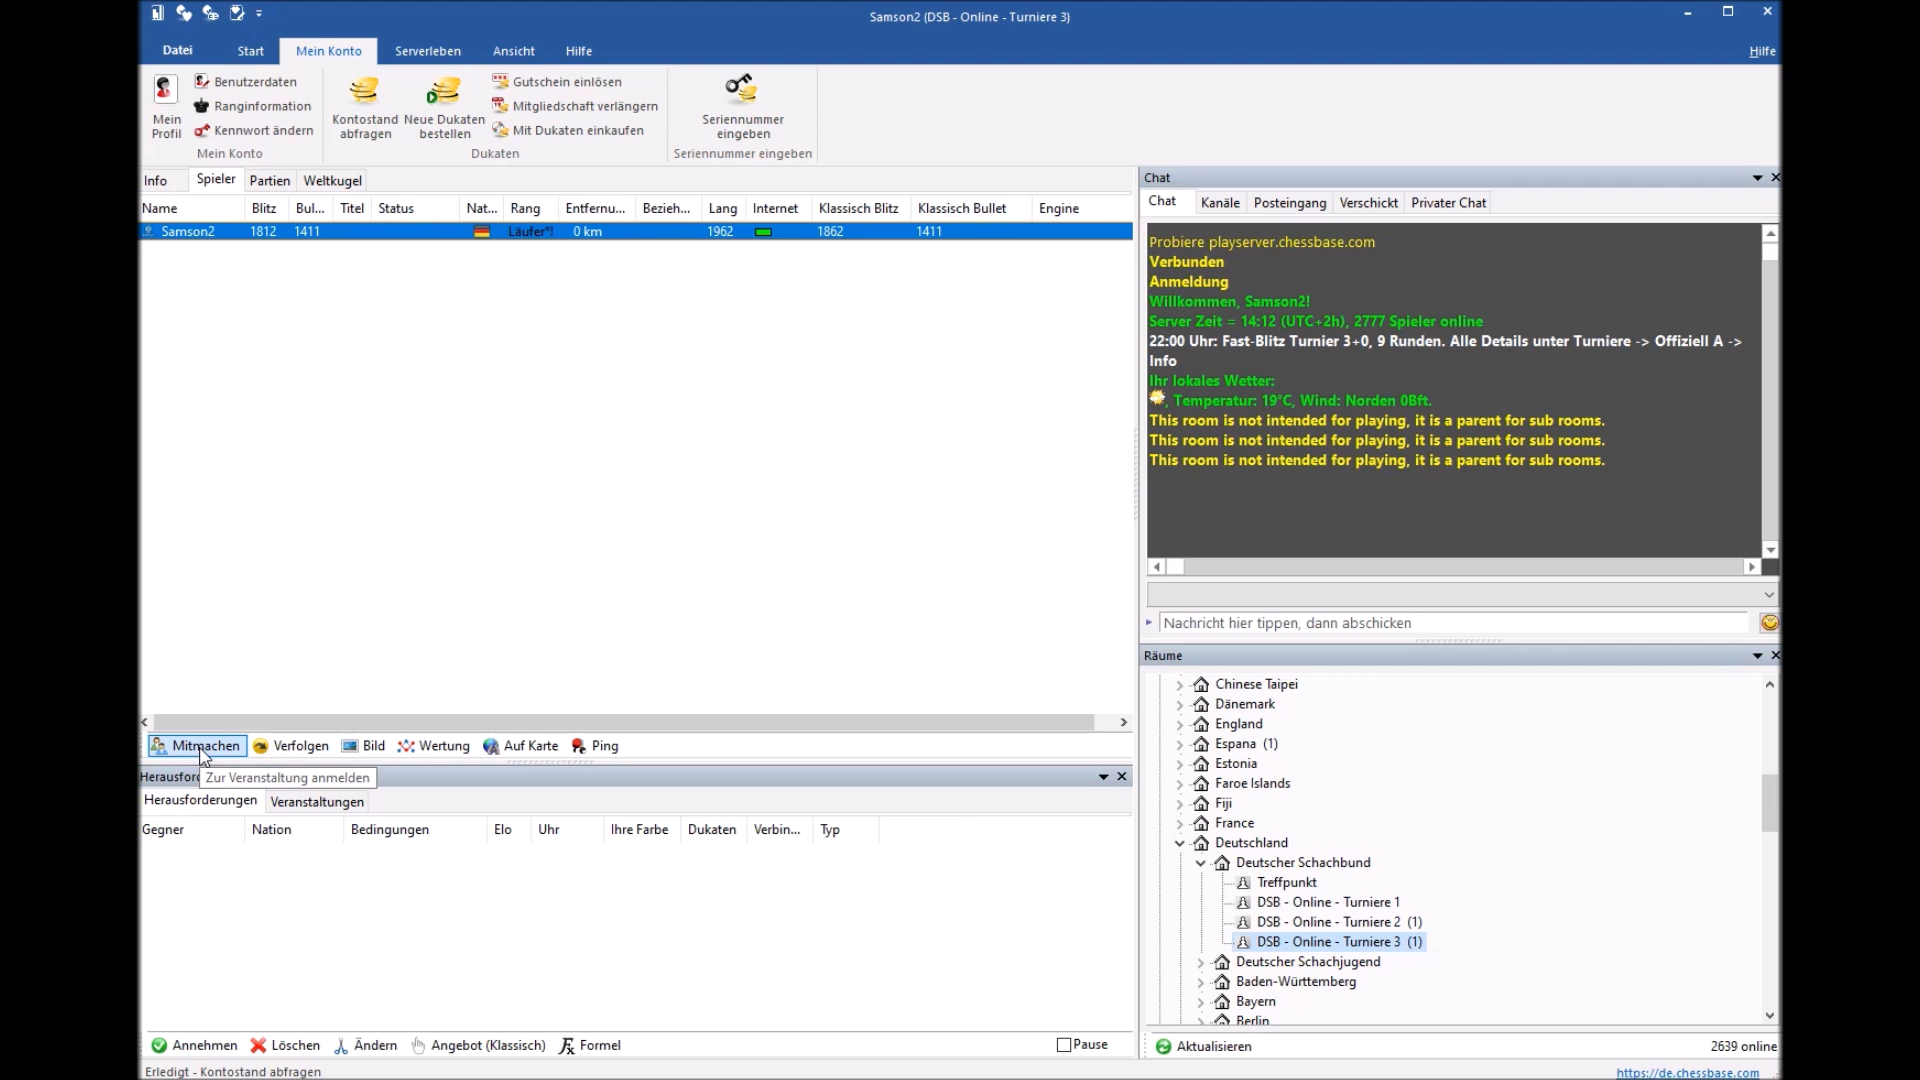 Samson2 (DSB - Online - Turniere 3)
Datei Start Mein Konto Serverleben Ansicht Hilfe Hilfe
Mein Profil
Benutzerdaten
Ranginformation
Kennwort ändern
Mein Konto
Kontostand abfragen
Neue Dukaten bestellen
Gutschein einlösen
Mitgliedschaft verlängern
Mit Dukaten einkaufen
Dukaten
Seriennummer eingeben
Seriennummer eingeben
Info Spieler Partien Weltkugel
Name Blitz Bul... Titel Status Nat... Rang Entfernu... Bezieh... Lang Internet Klassisch Blitz Klassisch Bullet Engine
Samson2 1812 1411 Läufer*! 0 km 1962 1862 1411
Mitmachen Verfolgen Bild Wertung Auf Karte Ping
Zur Veranstaltung anmelden
Herausfor
Herausforderungen Veranstaltungen
Gegner Nation Bedingungen Elo Uhr Ihre Farbe Dukaten Verbin... Typ
Annehmen Löschen Ändern Angebot (Klassisch) Formel Pause
Erledigt - Kontostand abfragen
Chat
Chat Kanäle Posteingang Verschickt Privater Chat
Probiere playserver.chessbase.com
Verbunden
Anmeldung
Willkommen, Samson2!
Server Zeit = 14:12 (UTC+2h), 2777 Spieler online
22:00 Uhr: Fast-Blitz Turnier 3+0, 9 Runden. Alle Details unter Turniere -> Offiziell A ->
Info
Ihr lokales Wetter:
, Temperatur: 19°C, Wind: Norden 0Bft.
This room is not intended for playing, it is a parent for sub rooms.
This room is not intended for playing, it is a parent for sub rooms.
This room is not intended for playing, it is a parent for sub rooms.
Nachricht hier tippen, dann abschicken
Räume
Chinese Taipei
Dänemark
England
Espana (1)
Estonia
Faroe Islands
Fiji
France
Deutschland
Deutscher Schachbund
Treffpunkt
DSB - Online - Turniere 1
DSB - Online - Turniere 2 (1)
DSB - Online - Turniere 3 (1)
Deutscher Schachjugend
Baden-Württemberg
Bayern
Berlin
Aktualisieren 2639 online
https://de.chessbase.com